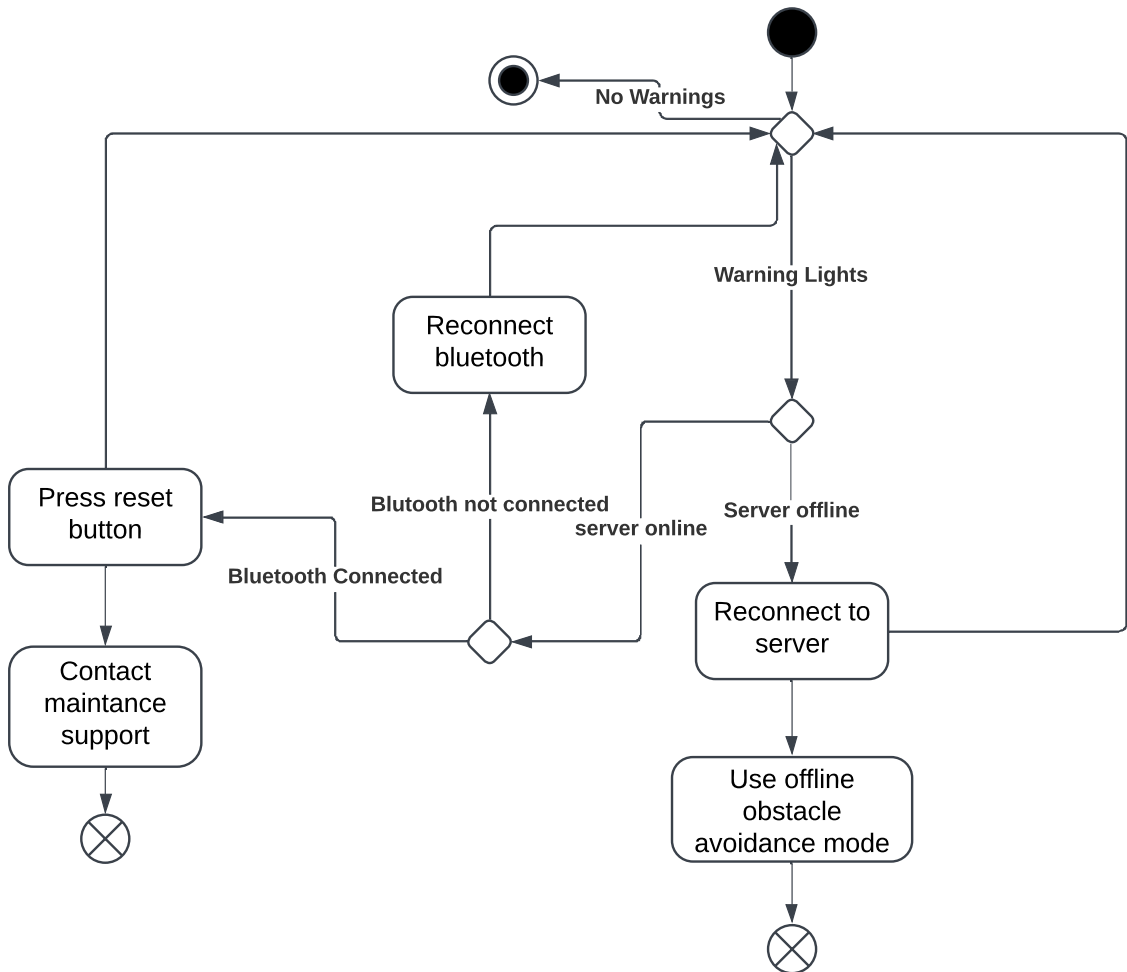 No Warnings
Warning Lights
Reconnect
bluetooth
Press reset
button
Blutooth not connected
server online
Server offline
Bluetooth Connected
Reconnect to
server
Contact
maintance
support
Use offline
obstacle
avoidance mode